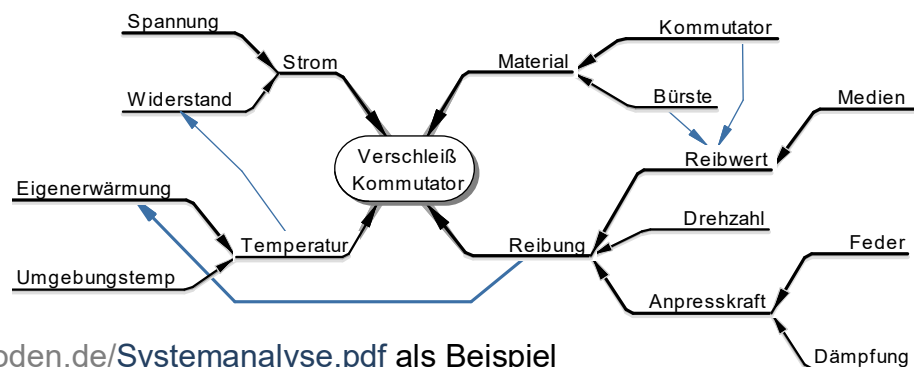 Spannung
Strom
Widerstand
Kommutator
Material
Bürste
Medien
Verschleiß
Kommutator
Reibwert
Eigenerwärmung
Temperatur
Umgebungstemp
Reibung
Drehzahl
Feder
Anpresskraft
Dämpfung
oden.de/Systemanalyse.pdf als Beispiel